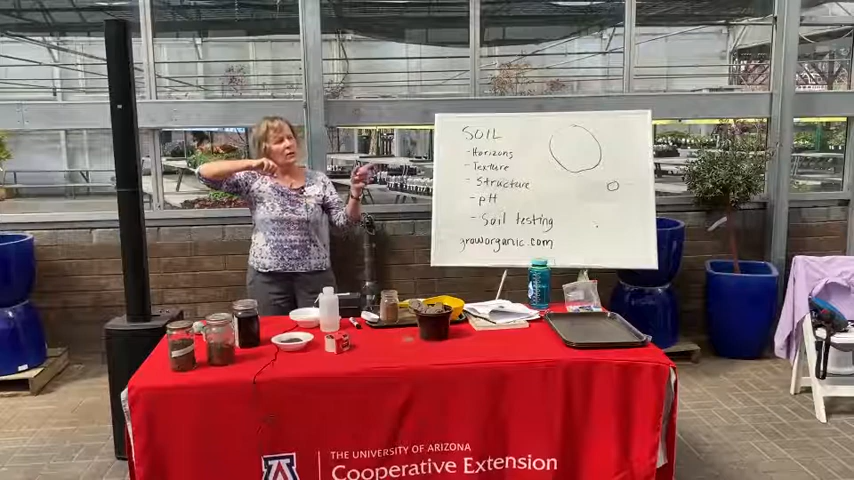 SOIL
- Horizons
- Texture
- Structure
- pH
- Soil testing
groworganic.com
THE UNIVERSITY OF ARIZONA
A
Cooperative Extension